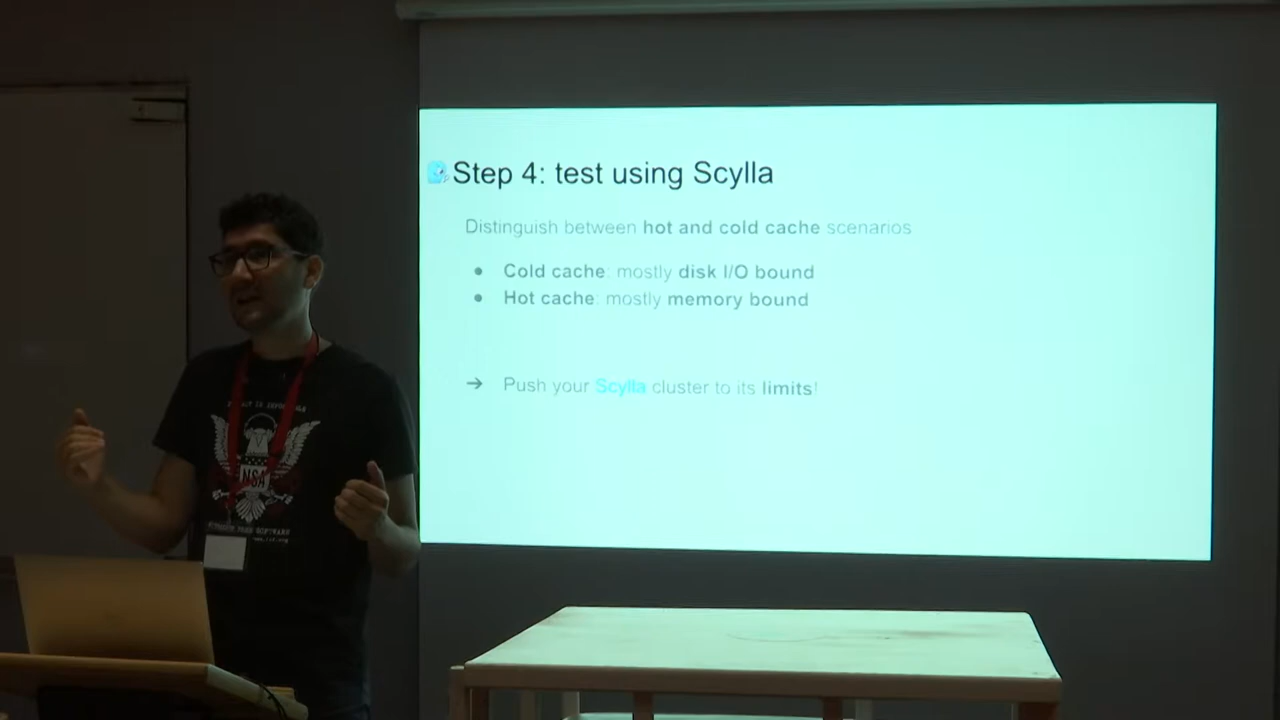 Step 4: test using Scylla
Distinguish between hot and cold cache scenarios
● Cold cache: mostly disk I/O bound
● Hot cache: mostly memory bound
➔ Push your Scylla cluster to its limits!
NSA